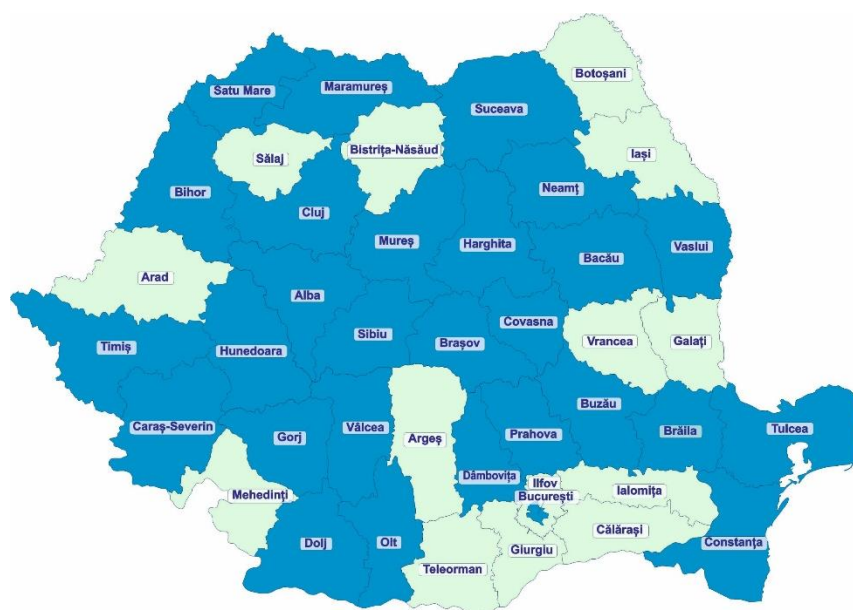 Botoșani
Satu Mare
Maramureș
Suceava
Sălaj
Bistrița-Năsăud
Iași
Bihor
Neamț
Cluj
Mureș
Harghita
Vaslui
Bacău
Arad
Alba
Covasna
Sibiu
Brașov
Timiș
Hunedoara
Vrancea
Galați
Buzău
Caraș-Severin
Vâlcea
Gorj
Argeș
Prahova
Brăila
Tulcea
Dâmbovița
Ilfov
București
Ialomița
Mehedinți
Călărași
Constanța
Dolj
Olt
Giurgiu
Teleorman